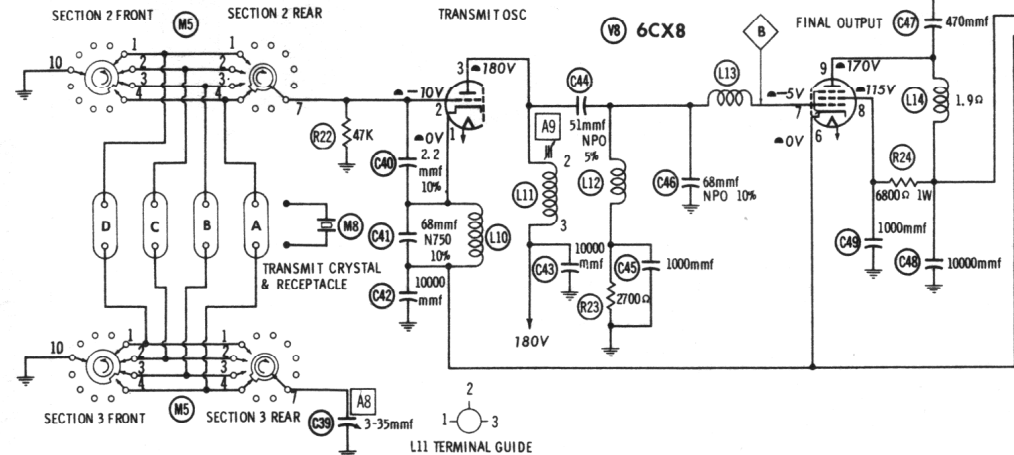 SECTION 2 FRONT
M5
SECTION 2 REAR
TRANSMIT OSC
V8 6CX8
FINAL OUTPUT
C47
470mmf
B
10
1
2
3
4
1
2
3
4
7
3
180V
-10V
2
0V
1
R22
47K
C40
2.2
mmf
10%
C44
51mmf
NPO
5%
A9
2
L11
3
L12
L13
-5V
7
9
170V
115V
8
0V
6
L14
1.9Ω
R24
6800Ω 1W
C46
68mmf
NPO 10%
D
C
B
A
M8
TRANSMIT CRYSTAL
& RECEPTACLE
C41
68mmf
N750
10%
L10
C42
10000
mmf
C43
10000
mmf
C45
1000mmf
R23
2700Ω
180V
C49
1000mmf
C48
10000mmf
10
1
2
3
4
1
2
3
4
7
SECTION 3 FRONT
M5
SECTION 3 REAR
C39
A8
3-35mmf
2
1
3
L11 TERMINAL GUIDE